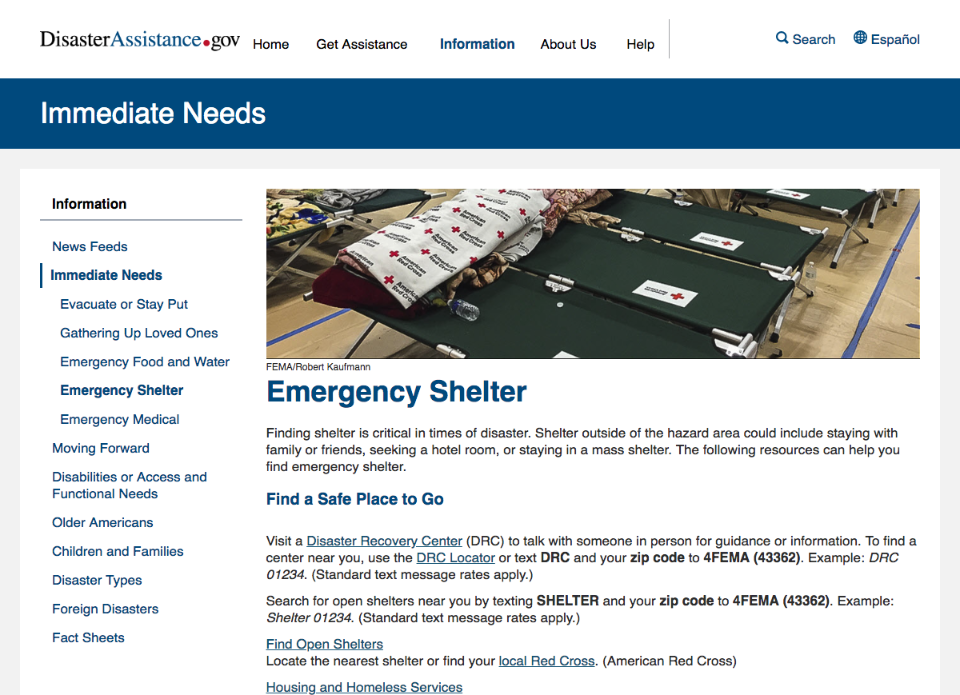 DisasterAssistance.gov
Home
Get Assistance
Information
About Us
Help
Search
Español
Immediate Needs
Information
News Feeds
Immediate Needs
Evacuate or Stay Put
Gathering Up Loved Ones
Emergency Food and Water
Emergency Shelter
Emergency Medical
Moving Forward
Disabilities or Access and
Functional Needs
Older Americans
Children and Families
Disaster Types
Foreign Disasters
Fact Sheets
American
Red Cross
FEMA/Robert Kaufmann
Emergency Shelter
Finding shelter is critical in times of disaster. Shelter outside of the hazard area could include staying with
family or friends, seeking a hotel room, or staying in a mass shelter. The following resources can help you
find emergency shelter.
Find a Safe Place to Go
Visit a Disaster Recovery Center (DRC) to talk with someone in person for guidance or information. To find a
center near you, use the DRC Locator or text DRC and your zip code to 4FEMA (43362). Example: DRC
01234. (Standard text message rates apply.)
Search for open shelters near you by texting SHELTER and your zip code to 4FEMA (43362). Example:
Shelter 01234. (Standard text message rates apply.)
Find Open Shelters
Locate the nearest shelter or find your local Red Cross. (American Red Cross)
Housing and Homeless Services